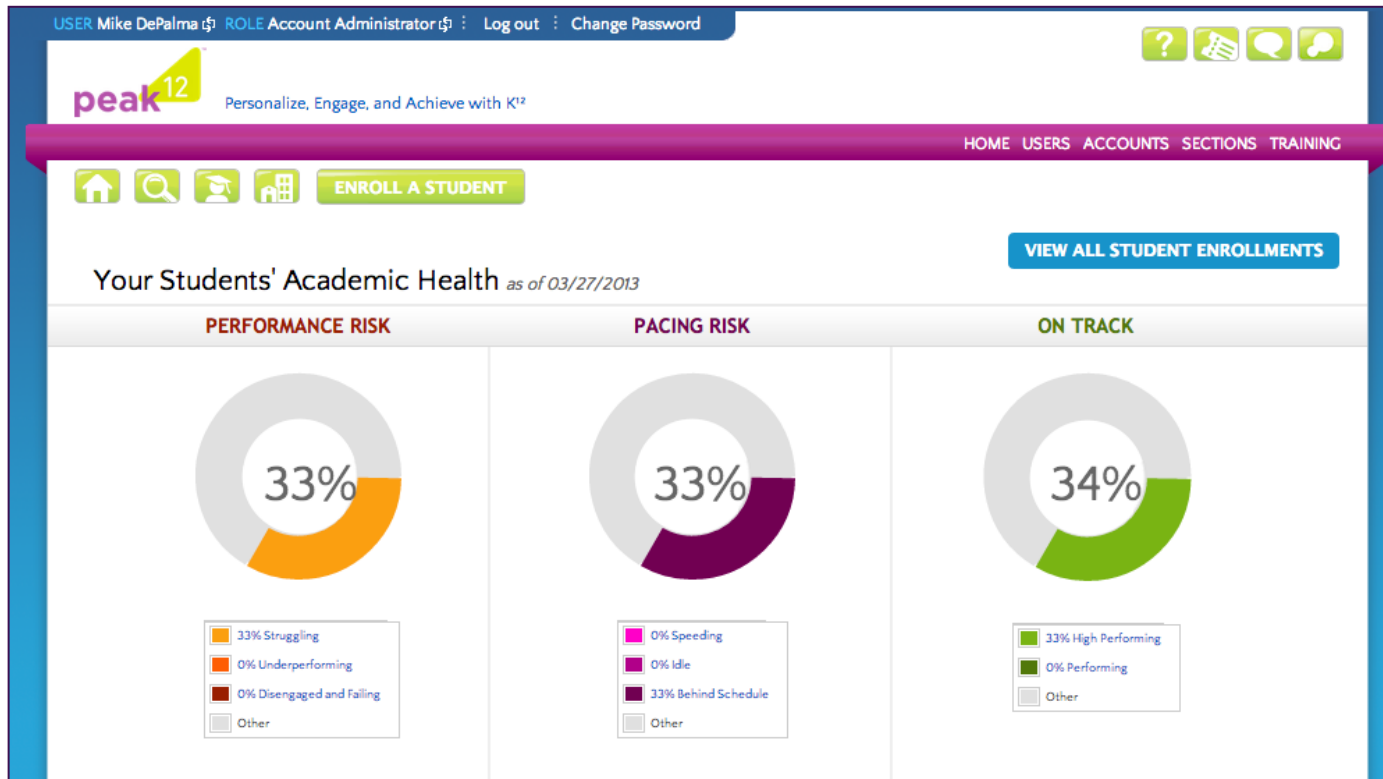 USER Mike DePalma ROLE Account Administrator Log out Change Password
?
peak12™
Personalize, Engage, and Achieve with K¹²
HOME USERS ACCOUNTS SECTIONS TRAINING
ENROLL A STUDENT
VIEW ALL STUDENT ENROLLMENTS
Your Students' Academic Health as of 03/27/2013
PERFORMANCE RISK PACING RISK ON TRACK
33% 33% 34%
33% Struggling
0% Underperforming
0% Disengaged and Failing
Other
0% Speeding
0% Idle
33% Behind Schedule
Other
33% High Performing
0% Performing
Other